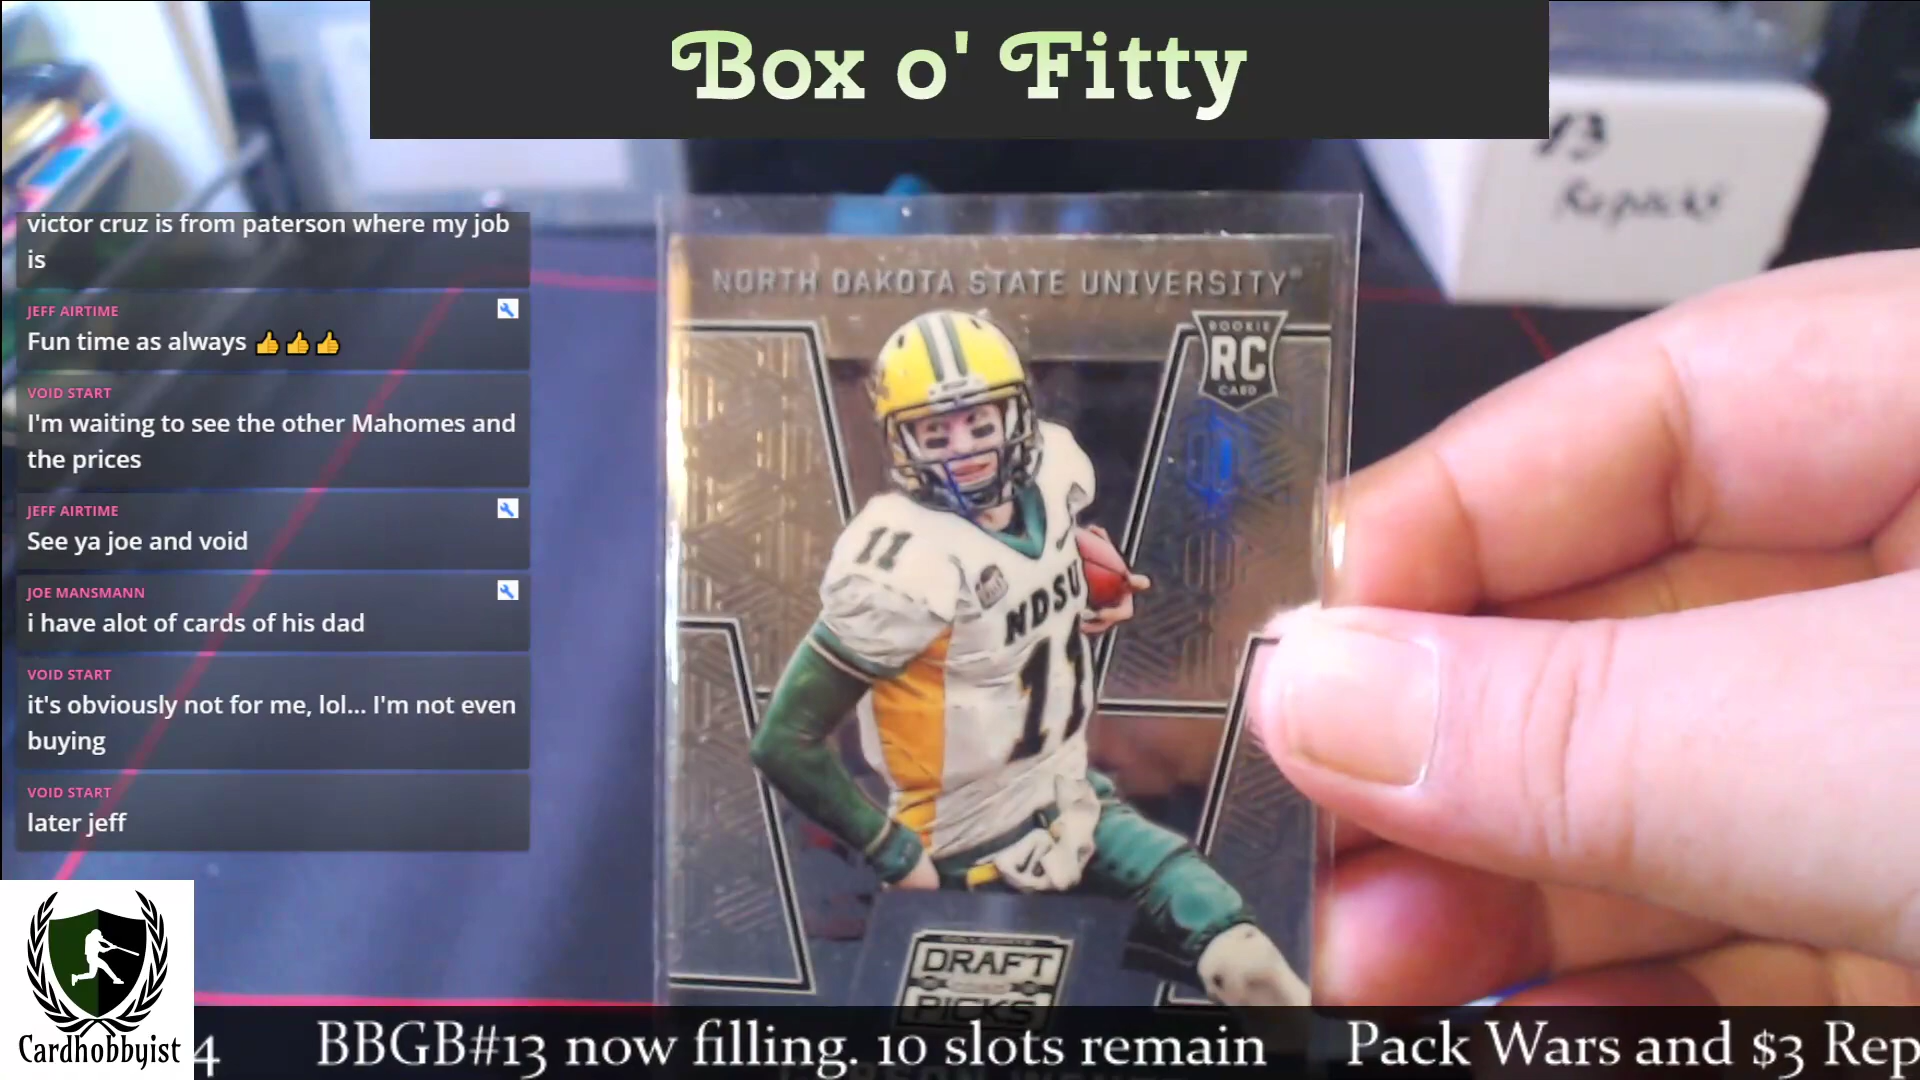 Box o' Fitty
$3
Repacks
victor cruz is from paterson where my job
is
JEFF AIRTIME
Fun time as always 👍👍👍
VOID START
I'm waiting to see the other Mahomes and
the prices
JEFF AIRTIME
See ya joe and void
JOE MANSMANN
i have alot of cards of his dad
VOID START
it's obviously not for me, lol... I'm not even
buying
VOID START
later jeff
NORTH DAKOTA STATE UNIVERSITY®
ROOKIE
RC
CARD
11
NDSU
11
DRAFT
PICKS
Cardhobbyist
4 BBGB#13 now filling. 10 slots remain Pack Wars and $3 Rep